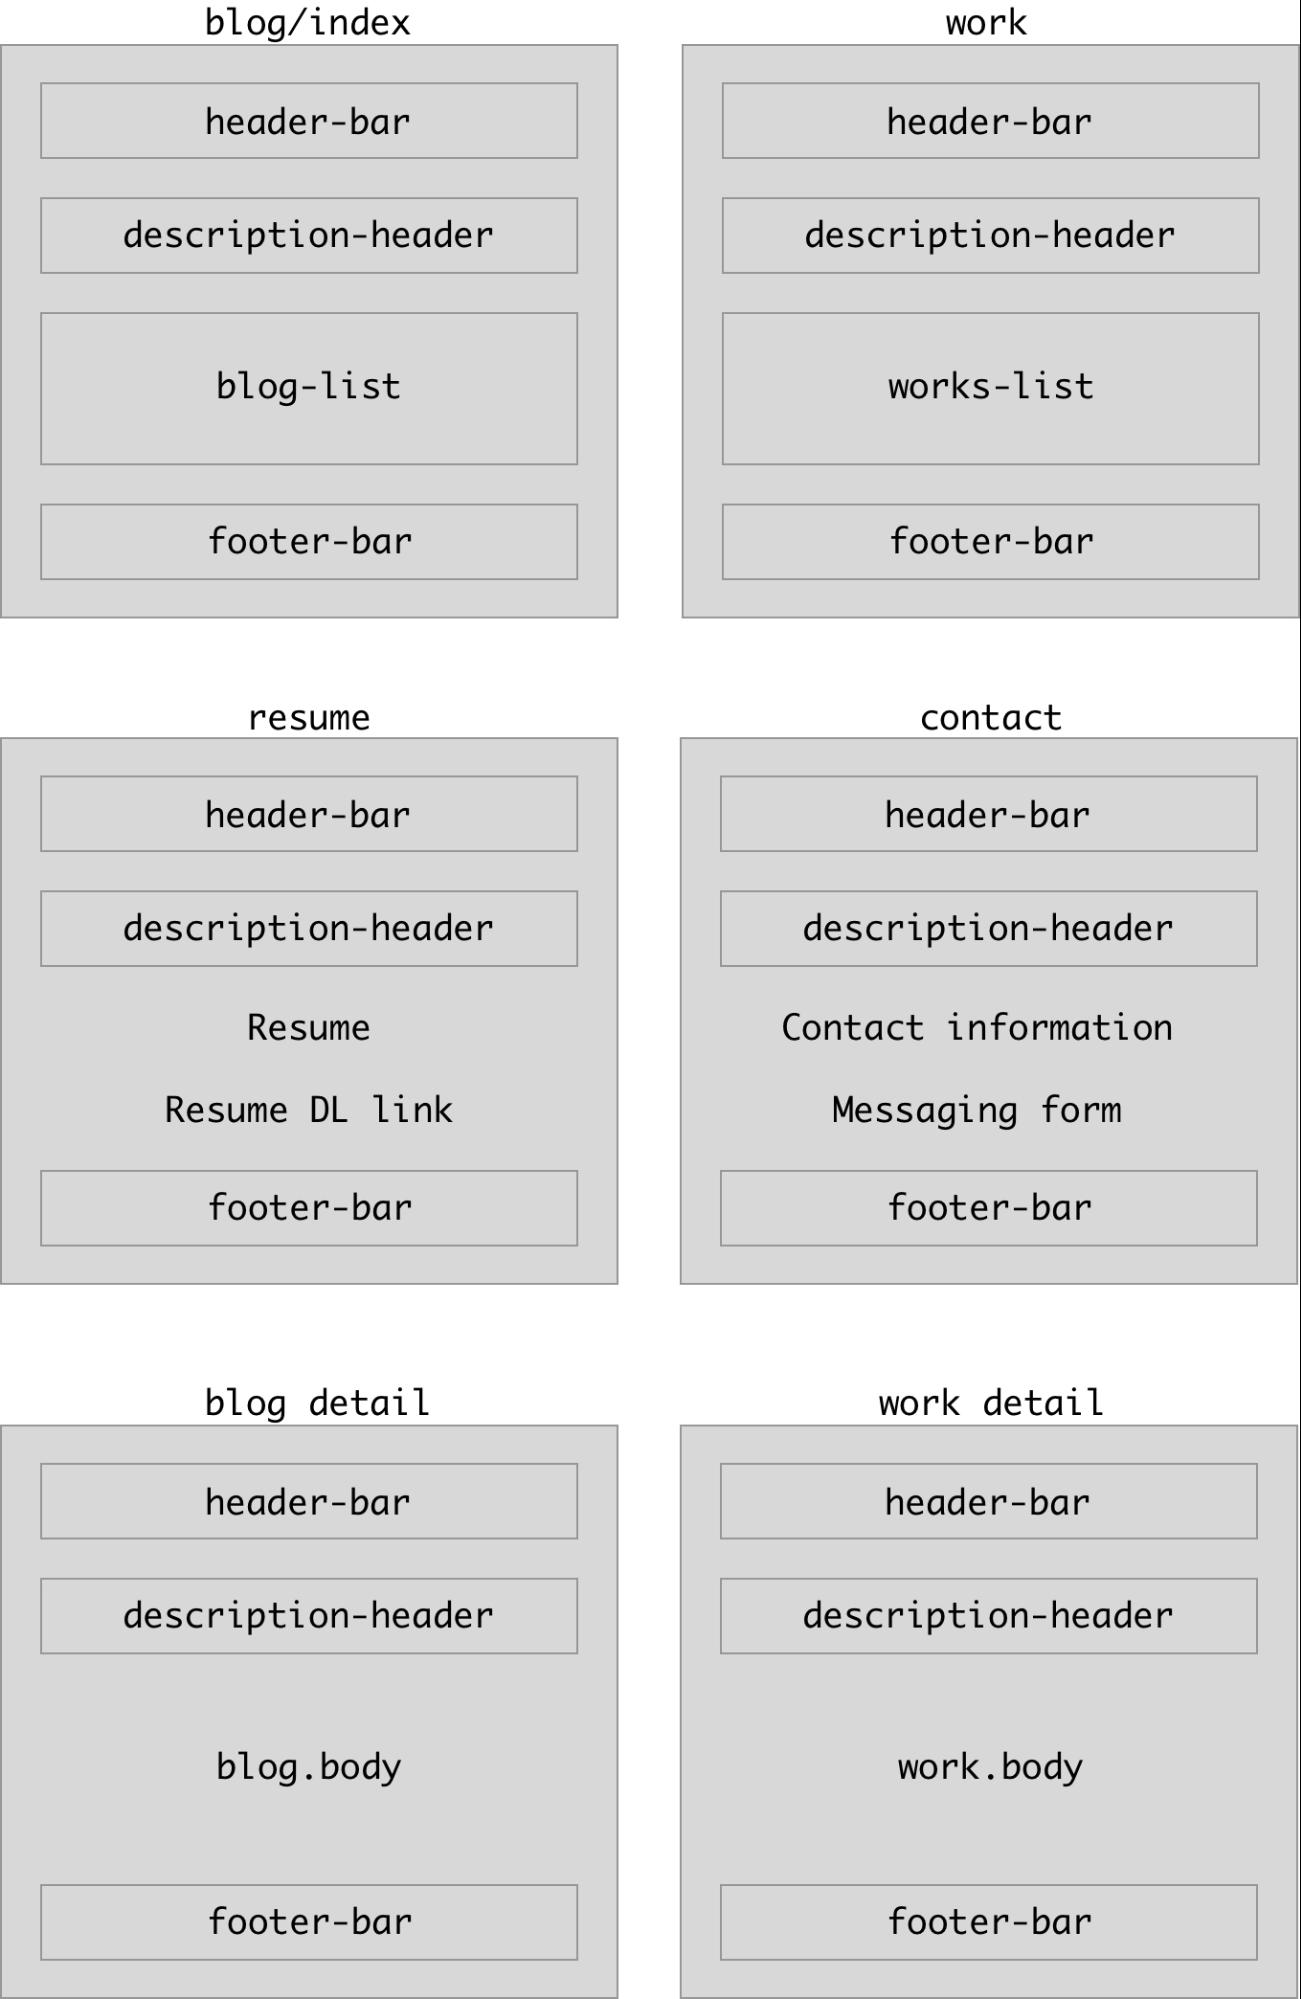 blog/index
header-bar
description-header
blog-list
footer-bar
work
header-bar
description-header
works-list
footer-bar
resume
header-bar
description-header
Resume
Resume DL link
footer-bar
contact
header-bar
description-header
Contact information
Messaging form
footer-bar
blog detail
header-bar
description-header
blog.body
footer-bar
work detail
header-bar
description-header
work.body
footer-bar